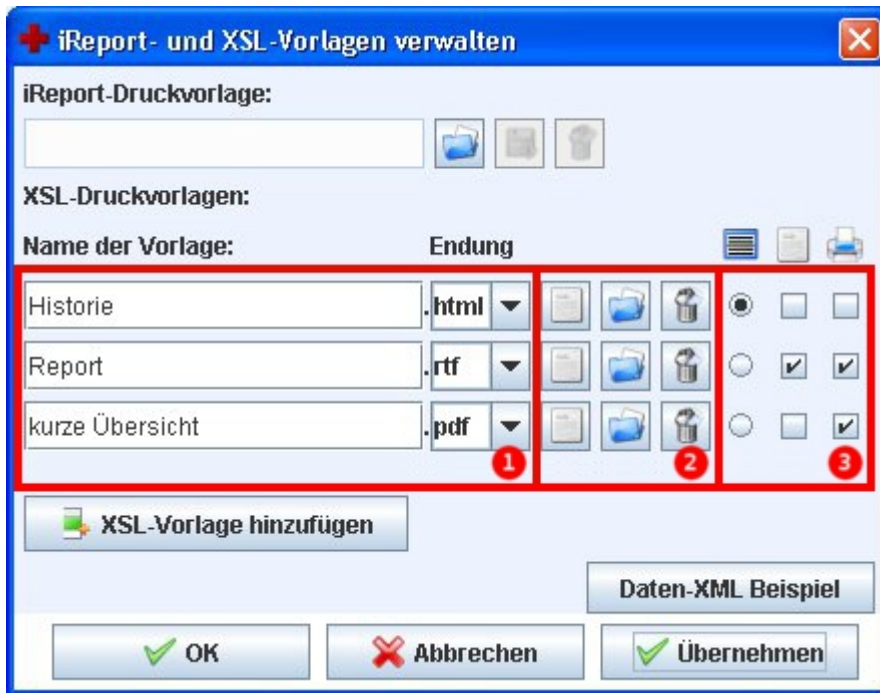 iReport- und XSL-Vorlagen verwalten
iReport-Druckvorlage:
XSL-Druckvorlagen:
Name der Vorlage: Endung
Historie .html
Report .rtf
kurze Übersicht .pdf
1 2 3
XSL-Vorlage hinzufügen
Daten-XML Beispiel
OK Abbrechen Übernehmen